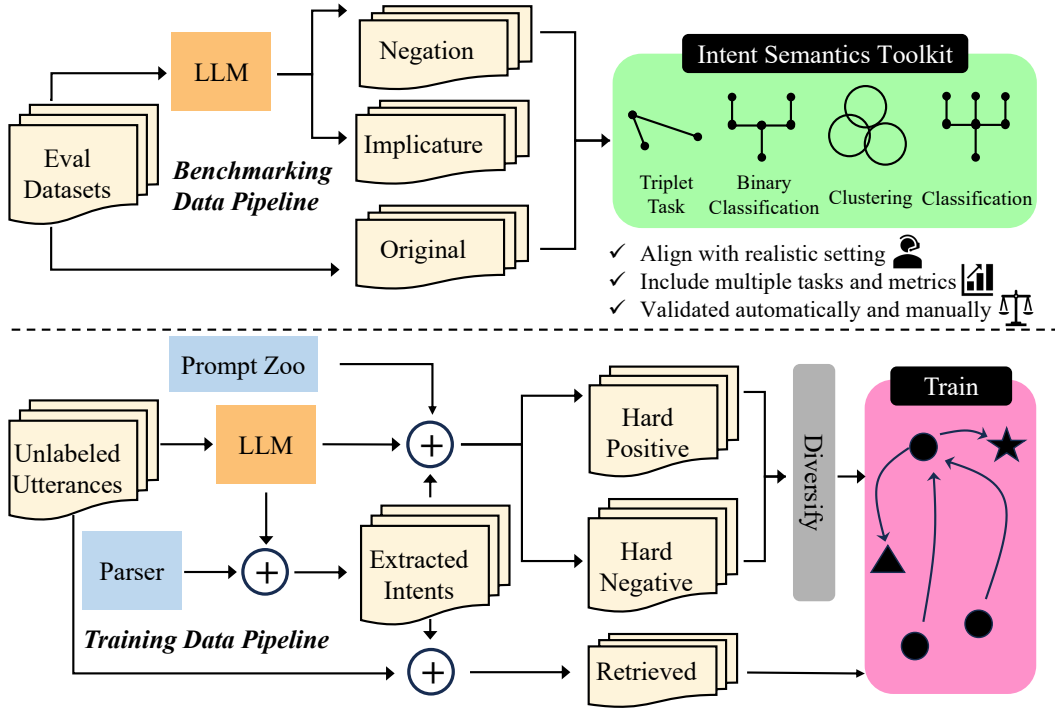 Negation
LLM
Intent Semantics Toolkit
Eval
Datasets
Implicature
Benchmarking
Data Pipeline
Triplet
Task
Binary
Classification
Clustering
Classification
Original
✓ Align with realistic setting
✓ Include multiple tasks and metrics
✓ Validated automatically and manually
Prompt Zoo
Train
Unlabeled
Utterances
LLM
Hard
Positive
Diversify
Parser
Extracted
Intents
Hard
Negative
Training Data Pipeline
Retrieved